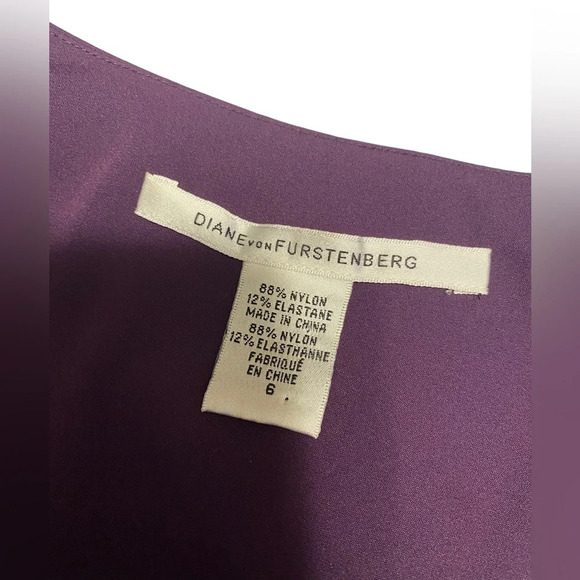 DIANE VON FURSTENBERG
88% NYLON
12% ELASTANE
MADE IN CHINA
88% NYLON
12% ELASTHANNE
FABRIQUÉ
EN CHINE
6